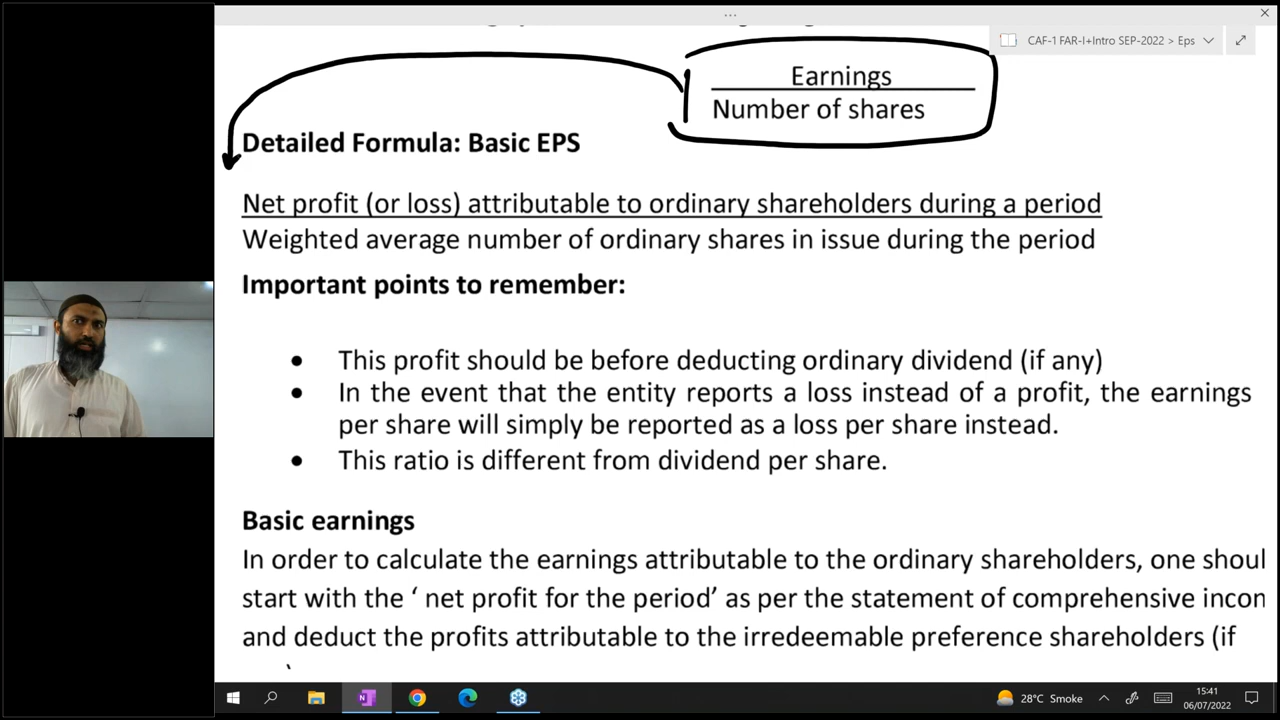 CAF-1 FAR-I+Intro SEP-2022 > Eps
Earnings
Number of shares
Detailed Formula: Basic EPS
Net profit (or loss) attributable to ordinary shareholders during a period
Weighted average number of ordinary shares in issue during the period
Important points to remember:
• This profit should be before deducting ordinary dividend (if any)
• In the event that the entity reports a loss instead of a profit, the earnings
per share will simply be reported as a loss per share instead.
• This ratio is different from dividend per share.
Basic earnings
In order to calculate the earnings attributable to the ordinary shareholders, one shoul
start with the ‘ net profit for the period’ as per the statement of comprehensive incon
and deduct the profits attributable to the irredeemable preference shareholders (if
28°C Smoke
15:41
06/07/2022